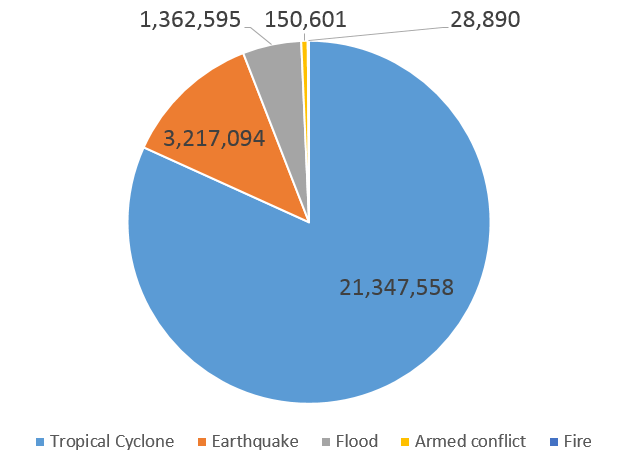 1,362,595 150,601 28,890
3,217,094
21,347,558
Tropical Cyclone Earthquake Flood Armed conflict Fire